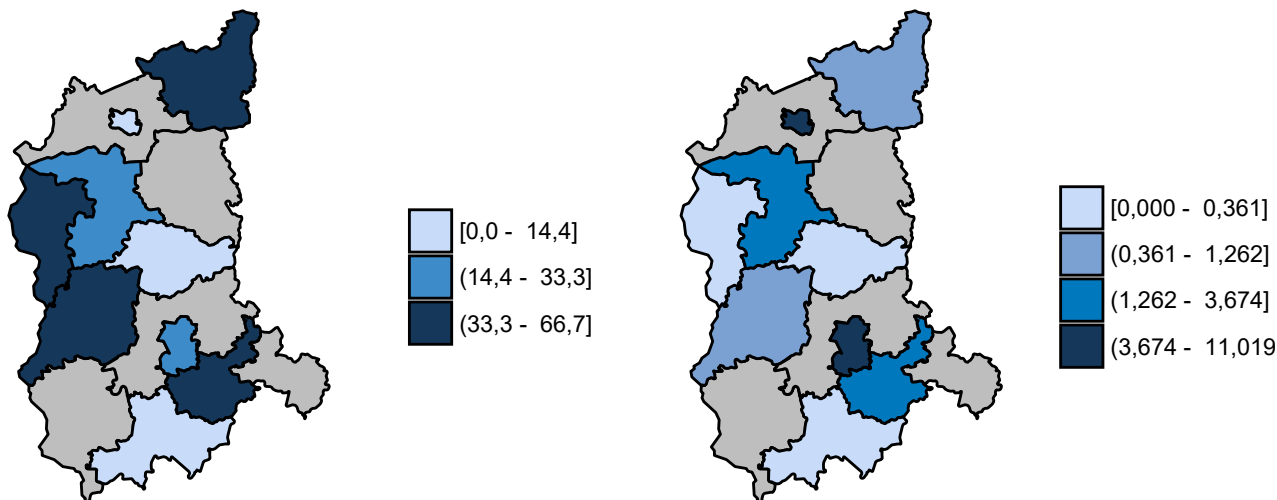 [0,0 - 14,4]
(14,4 - 33,3]
(33,3 - 66,7]
[0,000 - 0,361]
(0,361 - 1,262]
(1,262 - 3,674]
(3,674 - 11,019